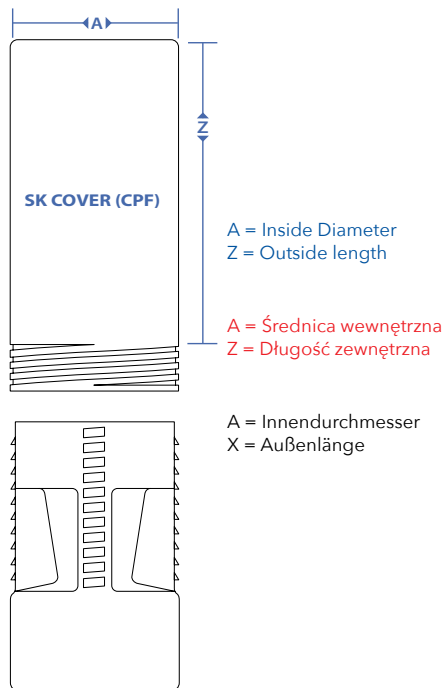 A
Z
SK COVER (CPF)
A = Inside Diameter
Z = Outside length
A = Średnica wewnętrzna
Z = Długość zewnętrzna
A = Innendurchmesser
X = Außenlänge